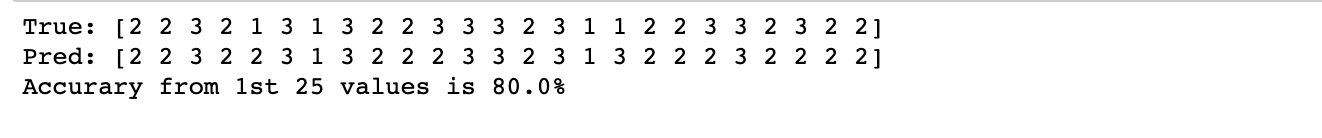 True: [2 2 3 2 1 3 1 3 2 2 3 3 3 2 3 1 1 2 2 3 3 2 3 2 2]
Pred: [2 2 3 2 2 3 1 3 2 2 2 3 3 2 3 1 3 2 2 2 3 2 2 2 2]
Accurary from 1st 25 values is 80.0%